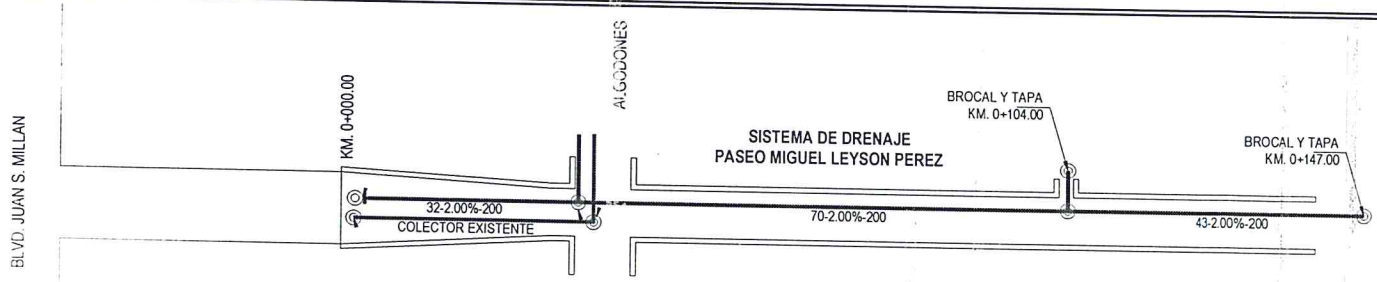 BLVD. JUAN S. MILLAN
KM. 0+000.00
ALGODONES
SISTEMA DE DRENAJE
PASEO MIGUEL LEYSON PEREZ
BROCAL Y TAPA
KM. 0+104.00
BROCAL Y TAPA
KM. 0+147.00
32-2.00%-200
COLECTOR EXISTENTE
70-2.00%-200
43-2.00%-200